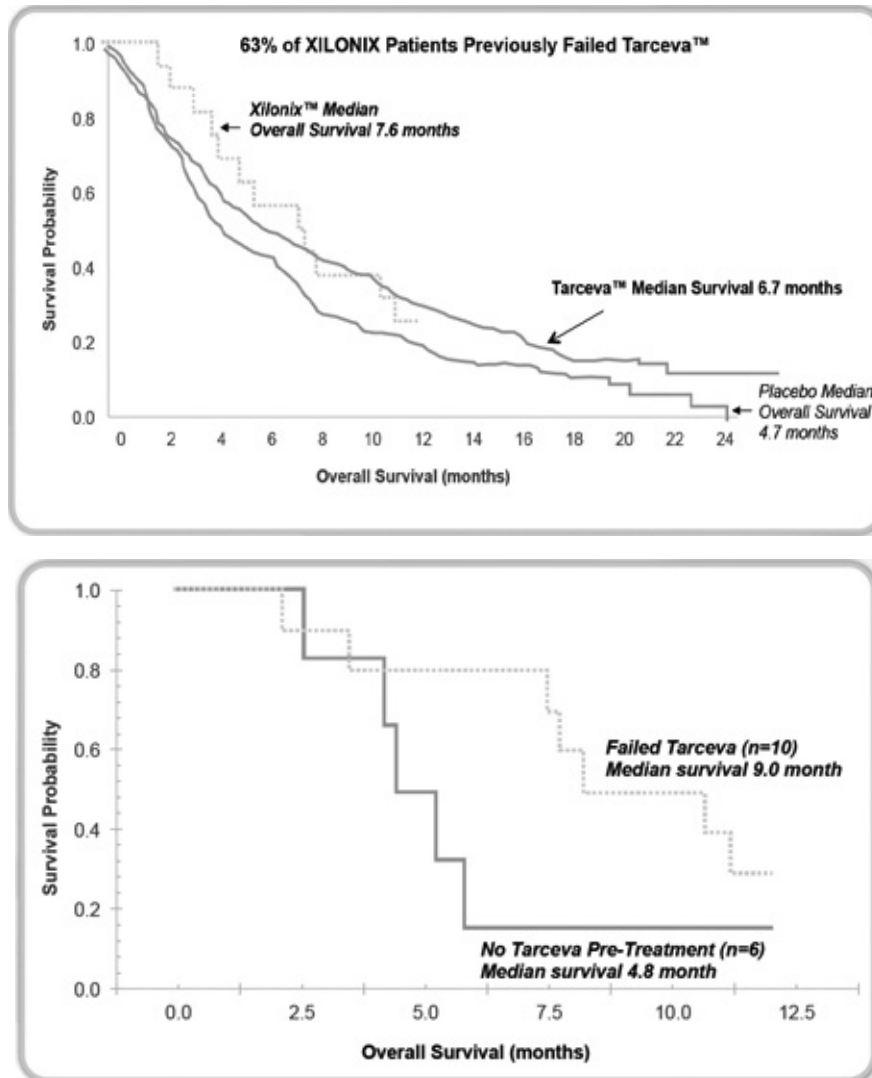 63% of XILONIX Patients Previously Failed Tarceva™
1.0
0.8
0.6
0.4
0.2
0.0
Survival Probability
Xilonix™ Median
Overall Survival 7.6 months
Tarceva™ Median Survival 6.7 months
Placebo Median
Overall Survival
4.7 months
0 2 4 6 8 10 12 14 16 18 20 22 24
Overall Survival (months)
1.0
0.8
0.6
0.4
0.2
0.0
Survival Probability
Failed Tarceva (n=10)
Median survival 9.0 month
No Tarceva Pre-Treatment (n=6)
Median survival 4.8 month
0.0 2.5 5.0 7.5 10.0 12.5
Overall Survival (months)